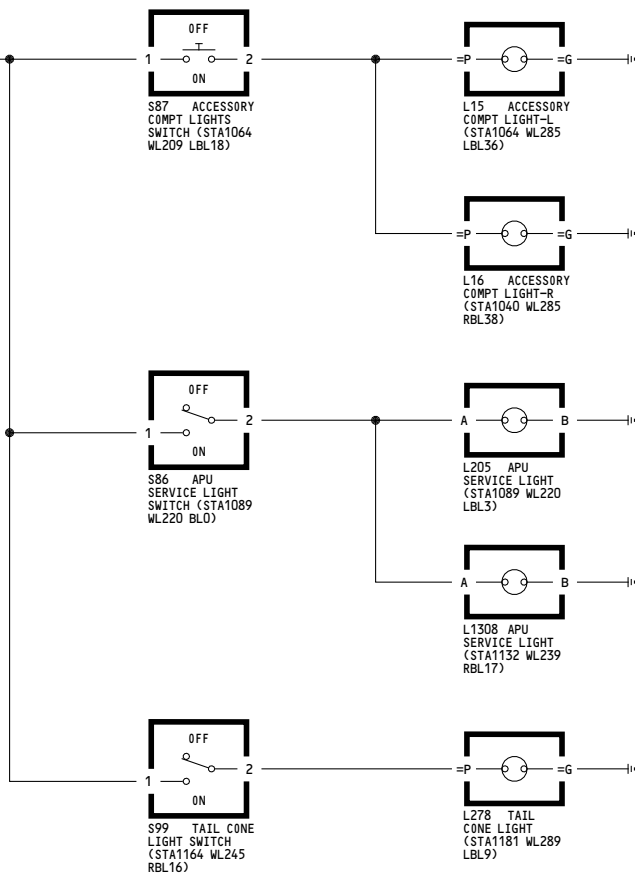 OFF
1 2
ON
S87 ACCESSORY
COMPT LIGHTS
SWITCH (STA1064
WL209 LBL18)
=P =G
L15 ACCESSORY
COMPT LIGHT-L
(STA1064 WL285
LBL36)
=P =G
L16 ACCESSORY
COMPT LIGHT-R
(STA1040 WL285
RBL38)
OFF
2
1
ON
S86 APU
SERVICE LIGHT
SWITCH (STA1089
WL220 BL0)
A B
L205 APU
SERVICE LIGHT
(STA1089 WL220
LBL3)
A B
L1308 APU
SERVICE LIGHT
(STA1132 WL239
RBL17)
OFF
2
1
ON
S99 TAIL CONE
LIGHT SWITCH
(STA1164 WL245
RBL16)
=P =G
L278 TAIL
CONE LIGHT
(STA1181 WL289
LBL9)